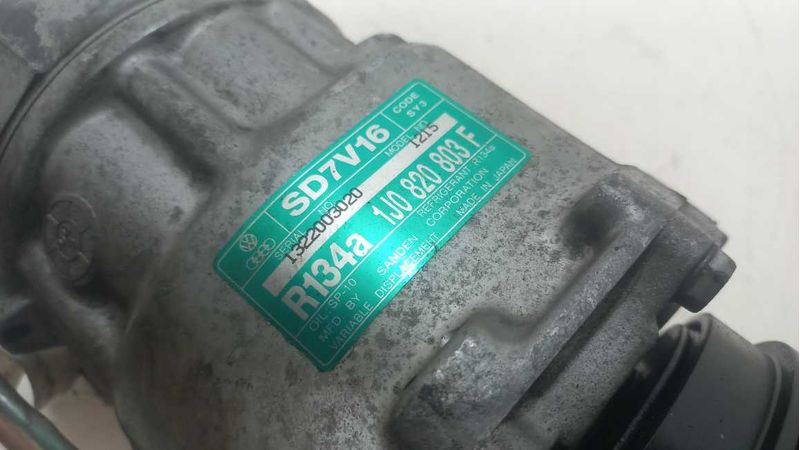 SD7V16 CODE SY3
SERIAL NO. MODEL NO.
1322003020 1215
R134a 1J0 820 803 F
OIL:SP-10 REFRIGERANT R134a
MFD. BY SANDEN CORPORATION
VARIABLE DISPLACEMENT MADE IN JAPAN